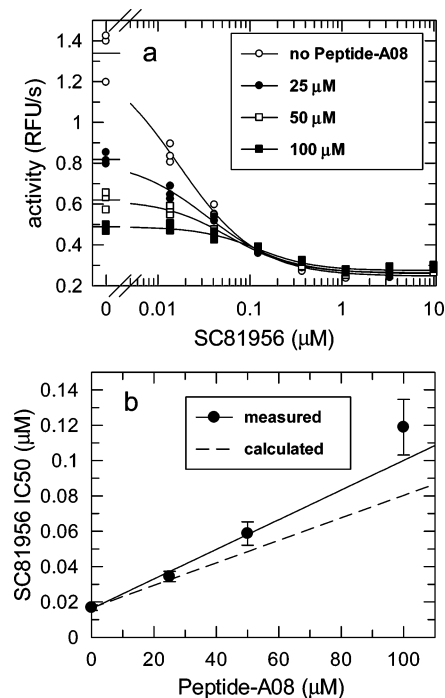 a
1.4
1.2
1.0
0.8
0.6
0.4
0.2
activity (RFU/s)
no Peptide-A08
25 μM
50 μM
100 μM
0 0.01 0.1 1 10
SC81956 (μM)
b
0.14
0.12
0.1
0.08
0.06
0.04
0.02
0
SC81956 IC50 (μM)
measured
calculated
0 20 40 60 80 100
Peptide-A08 (μM)